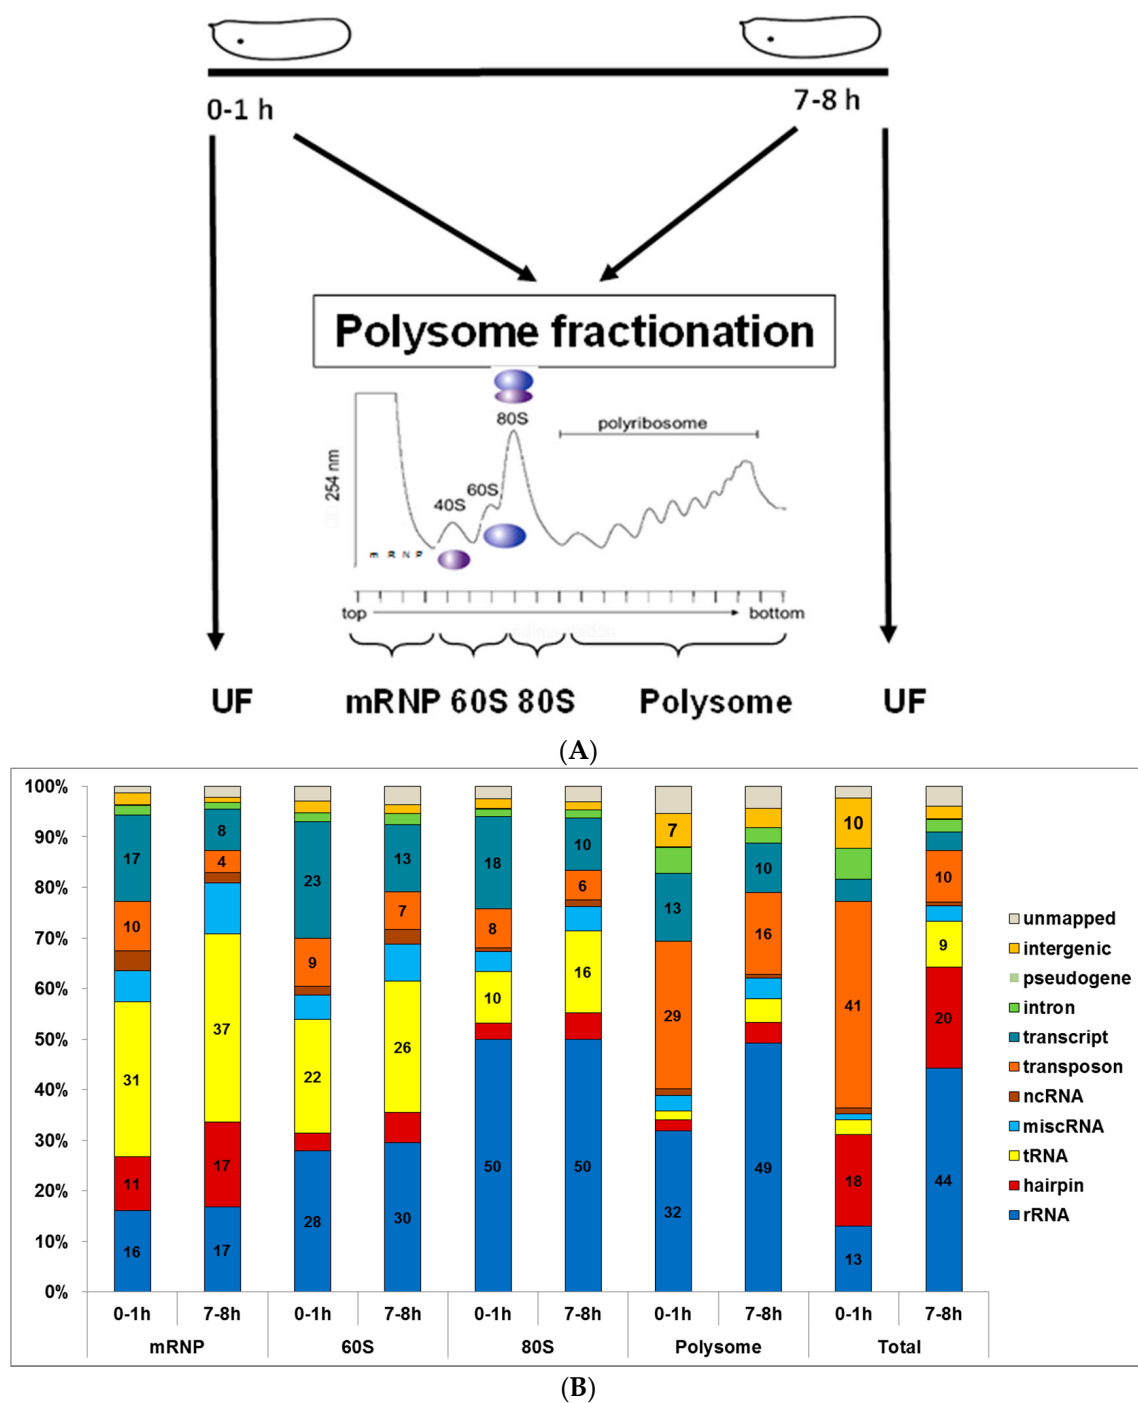 0-1 h
7-8 h
Polysome fractionation
80S
polyribosome
60S
40S
254 nm
m R N P
top
bottom
UF mRNP 60S 80S Polysome UF
(A)
100%
90%
80%
70%
60%
50%
40%
30%
20%
10%
0%
17
10
31
11
16
8
4
37
17
17
23
9
22
28
13
7
26
30
18
8
10
50
10
6
16
50
7
13
29
32
10
16
49
10
41
18
13
10
9
20
44
unmapped
intergenic
pseudogene
intron
transcript
transposon
ncRNA
miscRNA
tRNA
hairpin
rRNA
0-1h 7-8h 0-1h 7-8h 0-1h 7-8h 0-1h 7-8h 0-1h 7-8h
mRNP 60S 80S Polysome Total
(B)